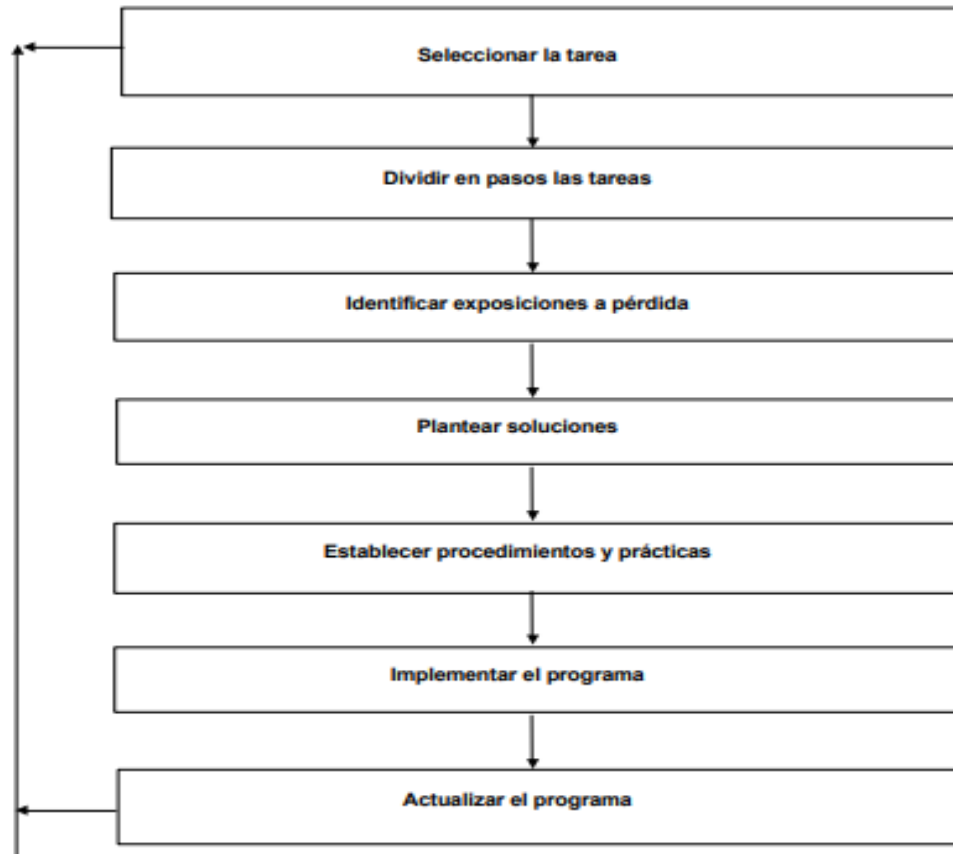 Seleccionar la tarea
Dividir en pasos las tareas
Identificar exposiciones a pérdida
Plantear soluciones
Establecer procedimientos y prácticas
Implementar el programa
Actualizar el programa